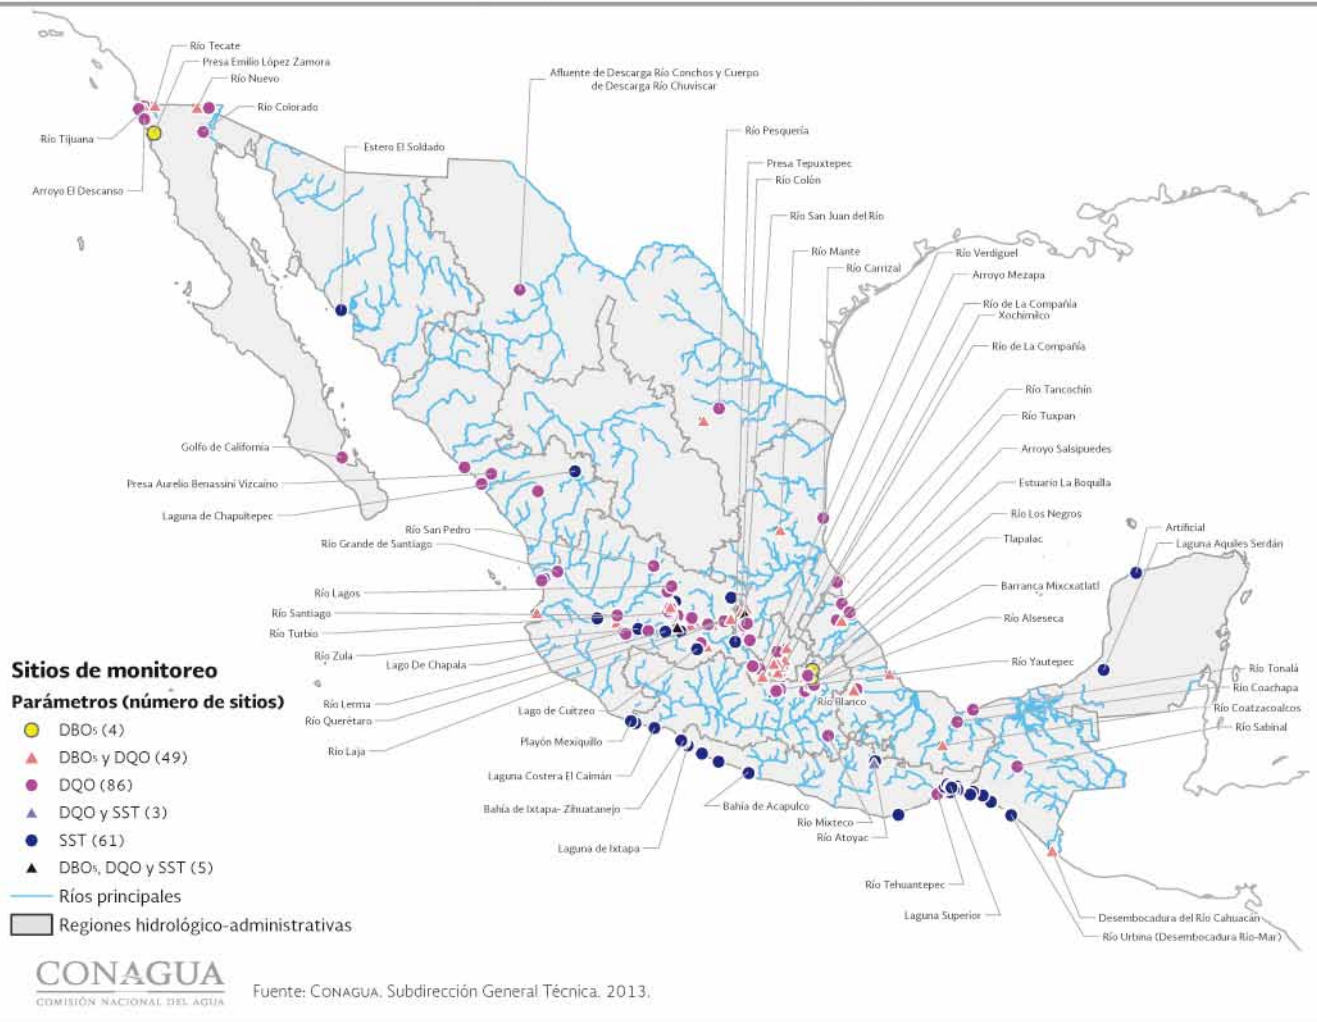 Río Tecate
Presa Emilio López Zamora
Río Nuevo
Río Colorado
Río Tijuana
Arroyo El Descanso
Estero El Soldado
Afluente de Descarga Río Conchos y Cuerpo
de Descarga Río Chuviscar
Río Pesquería
Presa Tepuxtepec
Río Colón
Río San Juan del Río
Río Mante
Río Carrizal
Río Verdiguel
Arroyo Mezapa
Río de La Compañía
Xochimilco
Río de La Compañía
Río Tancochín
Río Tuxpan
Arroyo Salsipuedes
Estuario La Boquilla
Río Los Negros
Tlapalac
Barranca Mixcxatlatl
Río Alseseca
Río Yautepec
Río Blanco
Artificial
Laguna Aquiles Serdán
Río Tonalá
Río Coachapa
Río Coatzacoalcos
Río Sabinal
Golfo de California
Presa Aurelio Benassini Vizcaíno
Laguna de Chapultepec
Río San Pedro
Río Grande de Santiago
Río Lagos
Río Santiago
Río Turbio
Río Zula
Lago De Chapala
Río Lerma
Río Querétaro
Río Laja
Lago de Cuitzeo
Playón Mexiquillo
Laguna Costera El Caimán
Bahía de Ixtapa- Zihuatanejo
Laguna de Ixtapa
Bahía de Acapulco
Río Mixteco
Río Atoyac
Río Tehuantepec
Laguna Superior
Desembocadura del Río Cahuacán
Río Urbina (Desembocadura Río-Mar)
Sitios de monitoreo
Parámetros (número de sitios)
DBO5 (4)
DBO5 y DQO (49)
DQO (86)
DQO y SST (3)
SST (61)
DBO5, DQO y SST (5)
Ríos principales
Regiones hidrológico-administrativas
CONAGUA
COMISIÓN NACIONAL DEL AGUA
Fuente: CONAGUA. Subdirección General Técnica. 2013.